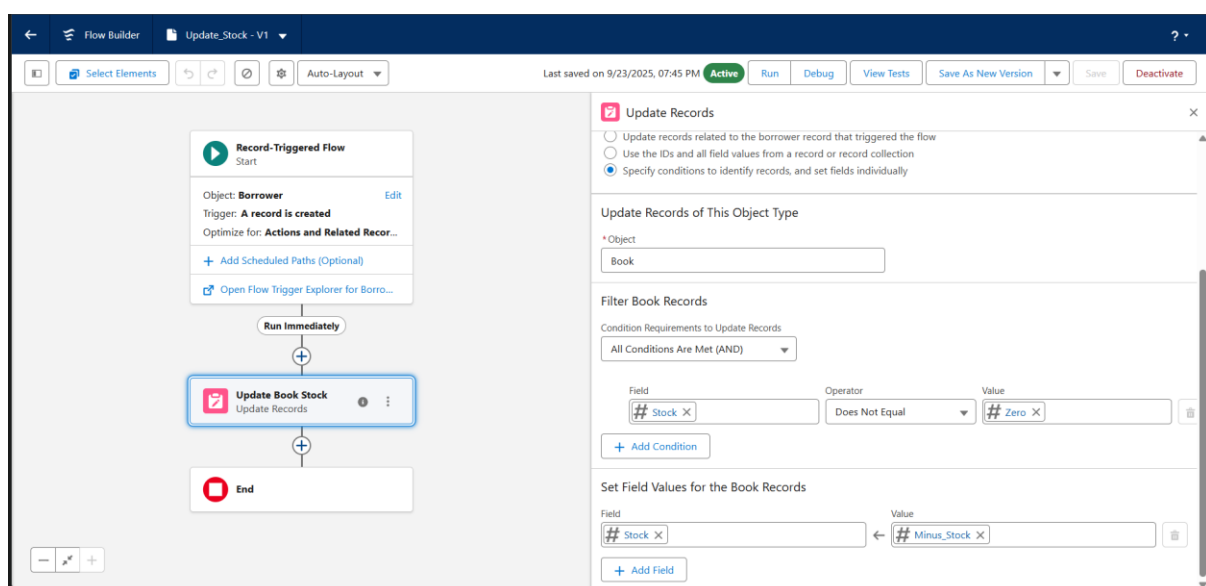 Flow Builder
Update_Stock - V1
?
Select Elements
Auto-Layout
Last saved on 9/23/2025, 07:45 PM
Active
Run
Debug
View Tests
Save As New Version
Save
Deactivate
Record-Triggered Flow
Start
Object: Borrower
Edit
Trigger: A record is created
Optimize for: Actions and Related Recor...
+ Add Scheduled Paths (Optional)
Open Flow Trigger Explorer for Borro...
Run Immediately
Update Book Stock
Update Records
End
Update Records
Update records related to the borrower record that triggered the flow
Use the IDs and all field values from a record or record collection
Specify conditions to identify records, and set fields individually
Update Records of This Object Type
*Object
Book
Filter Book Records
Condition Requirements to Update Records
All Conditions Are Met (AND)
Field Operator Value
# Stock × Does Not Equal # Zero ×
+ Add Condition
Set Field Values for the Book Records
Field Value
# Stock × ← # Minus_Stock ×
+ Add Field